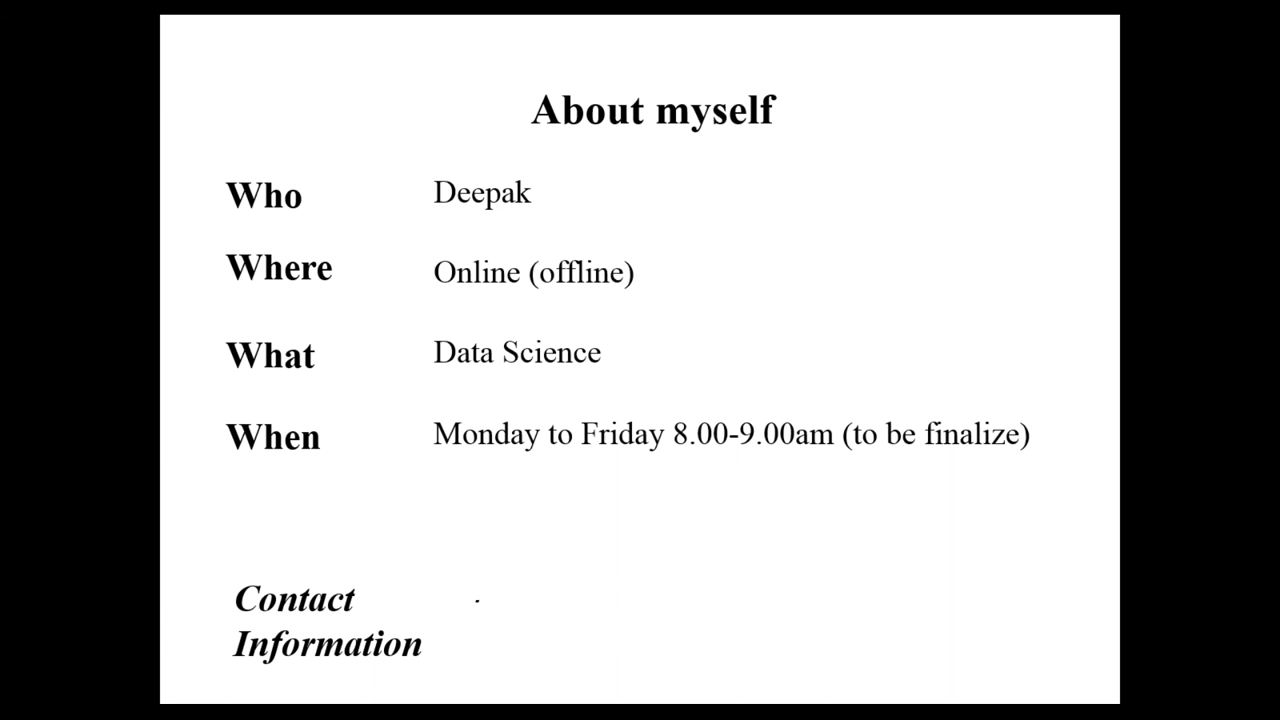 About myself
Who Deepak
Where Online (offline)
What Data Science
When Monday to Friday 8.00-9.00am (to be finalize)
Contact
Information